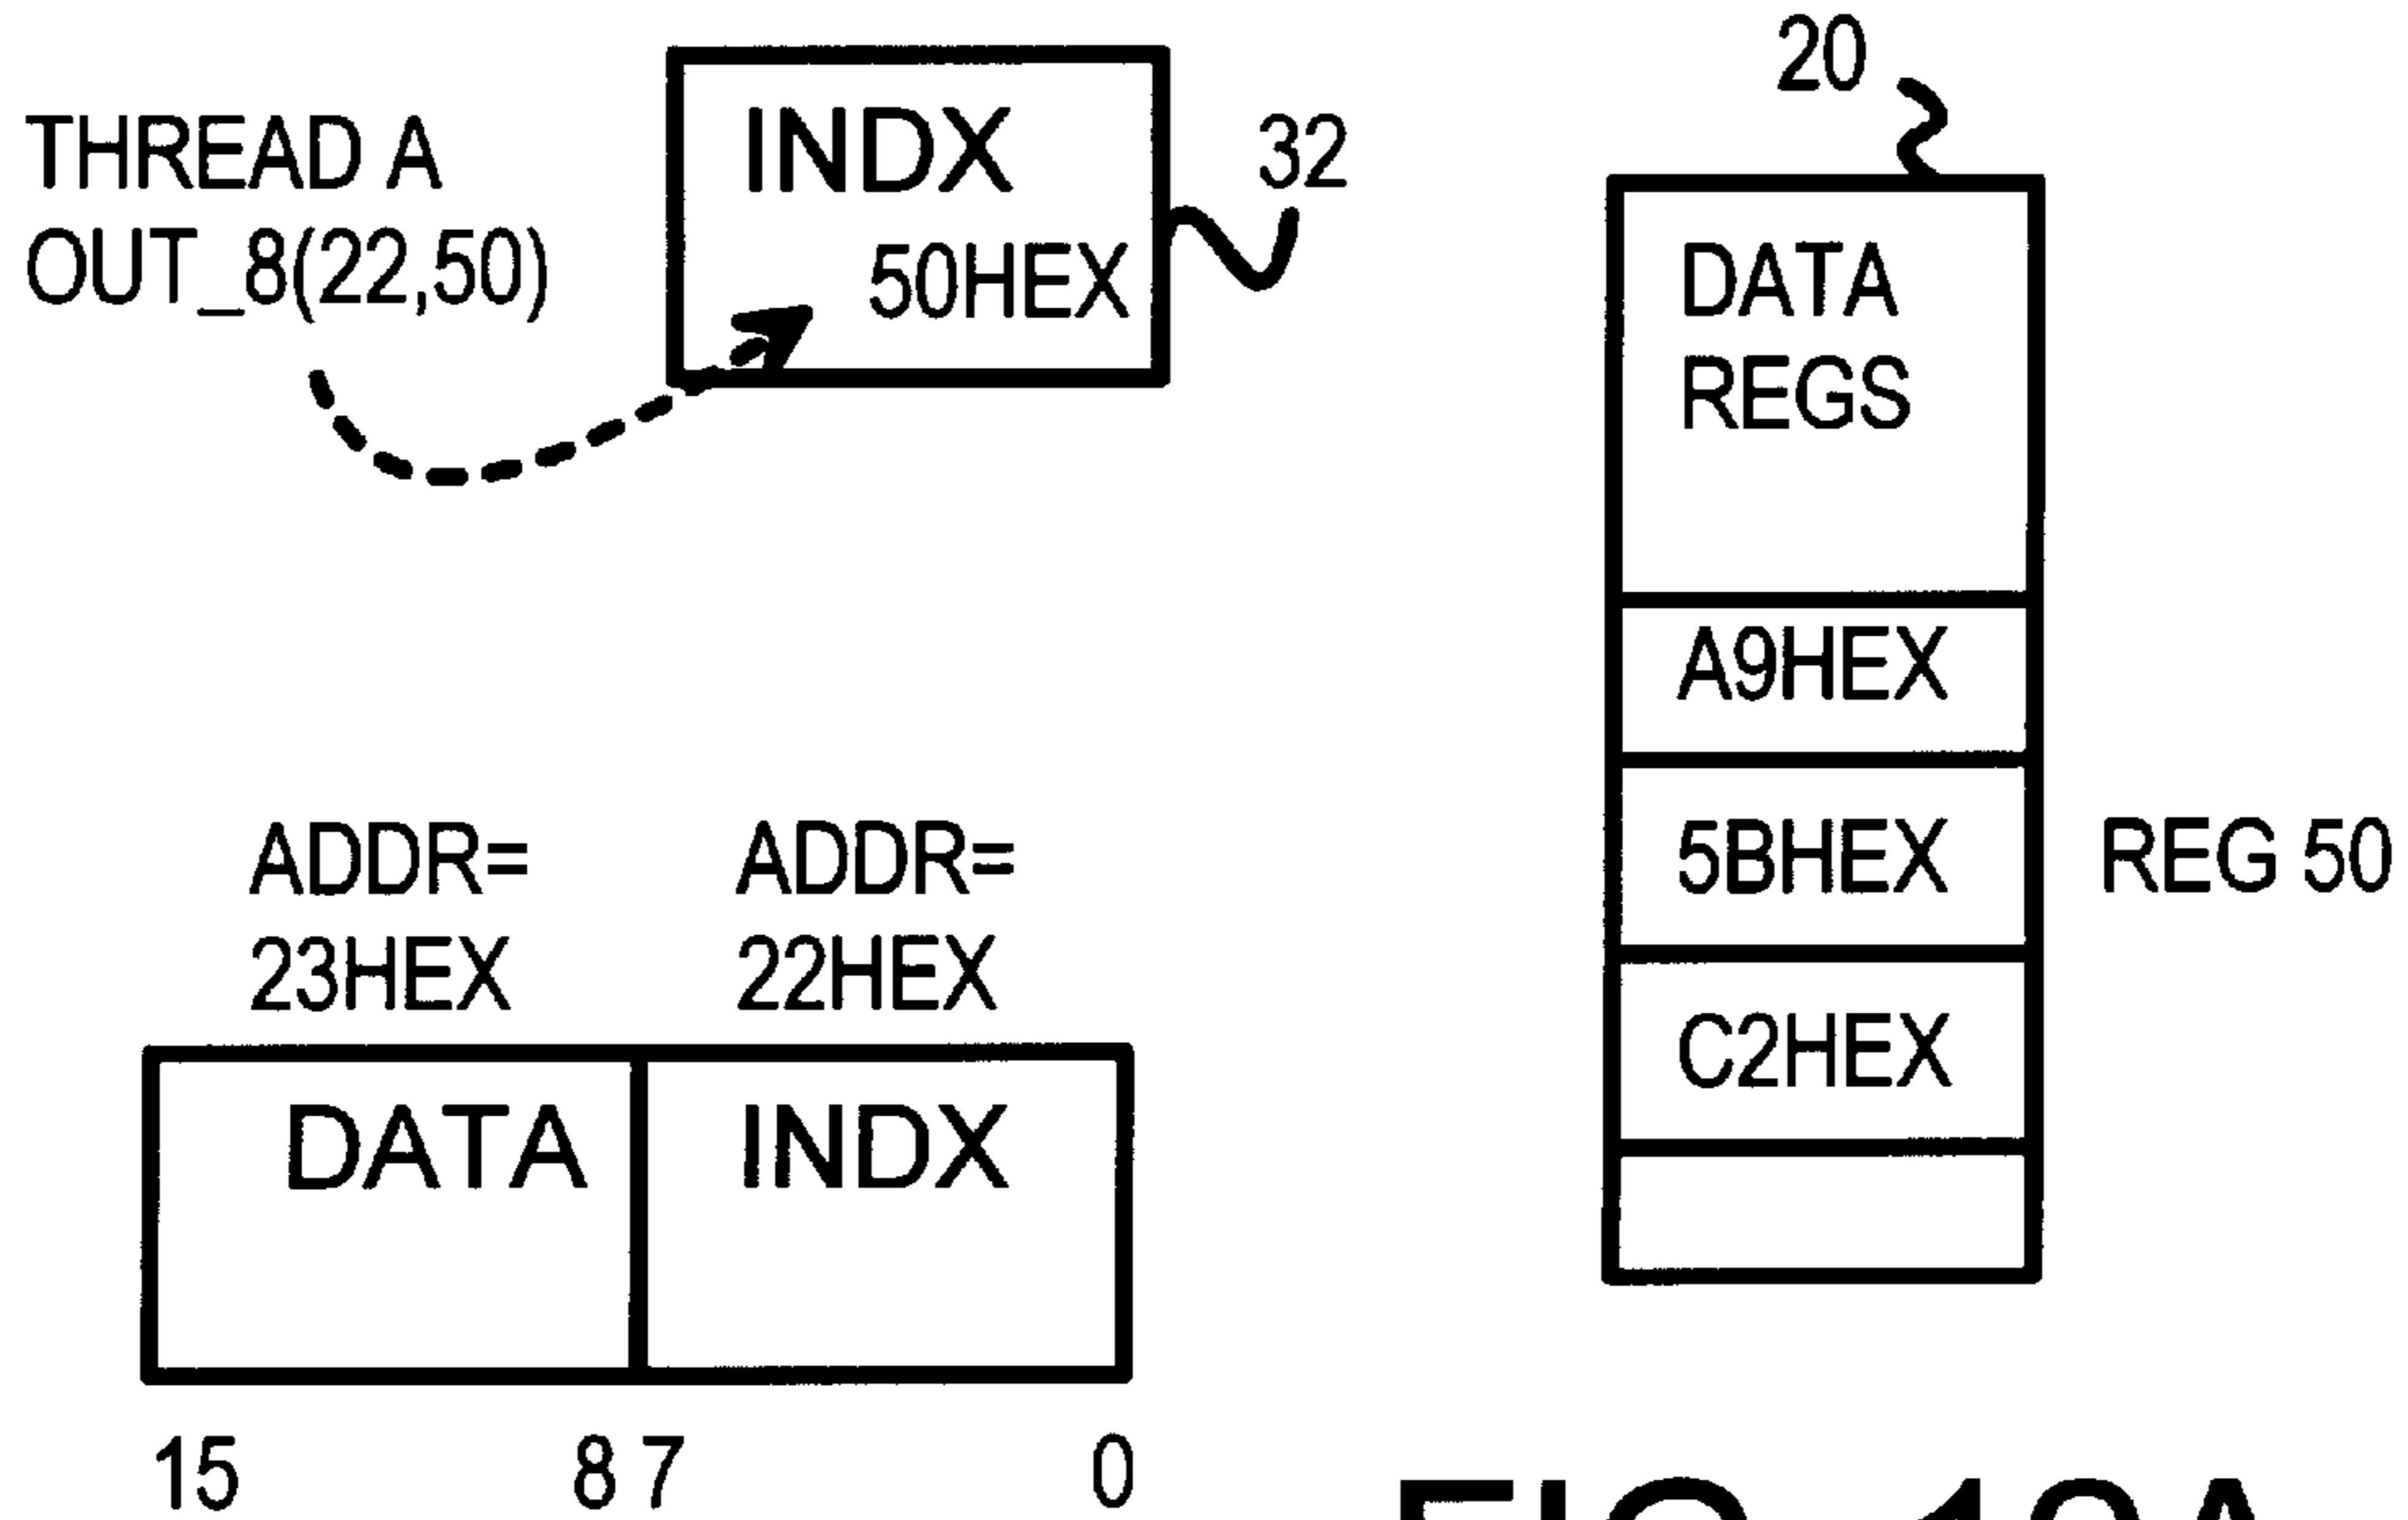 THREAD A
OUT_8(22,50)
INDX
50HEX
32
20
DATA
REGS
A9HEX
5BHEX
REG 50
C2HEX
ADDR=
23HEX
ADDR=
22HEX
DATA
INDX
15
8
7
0